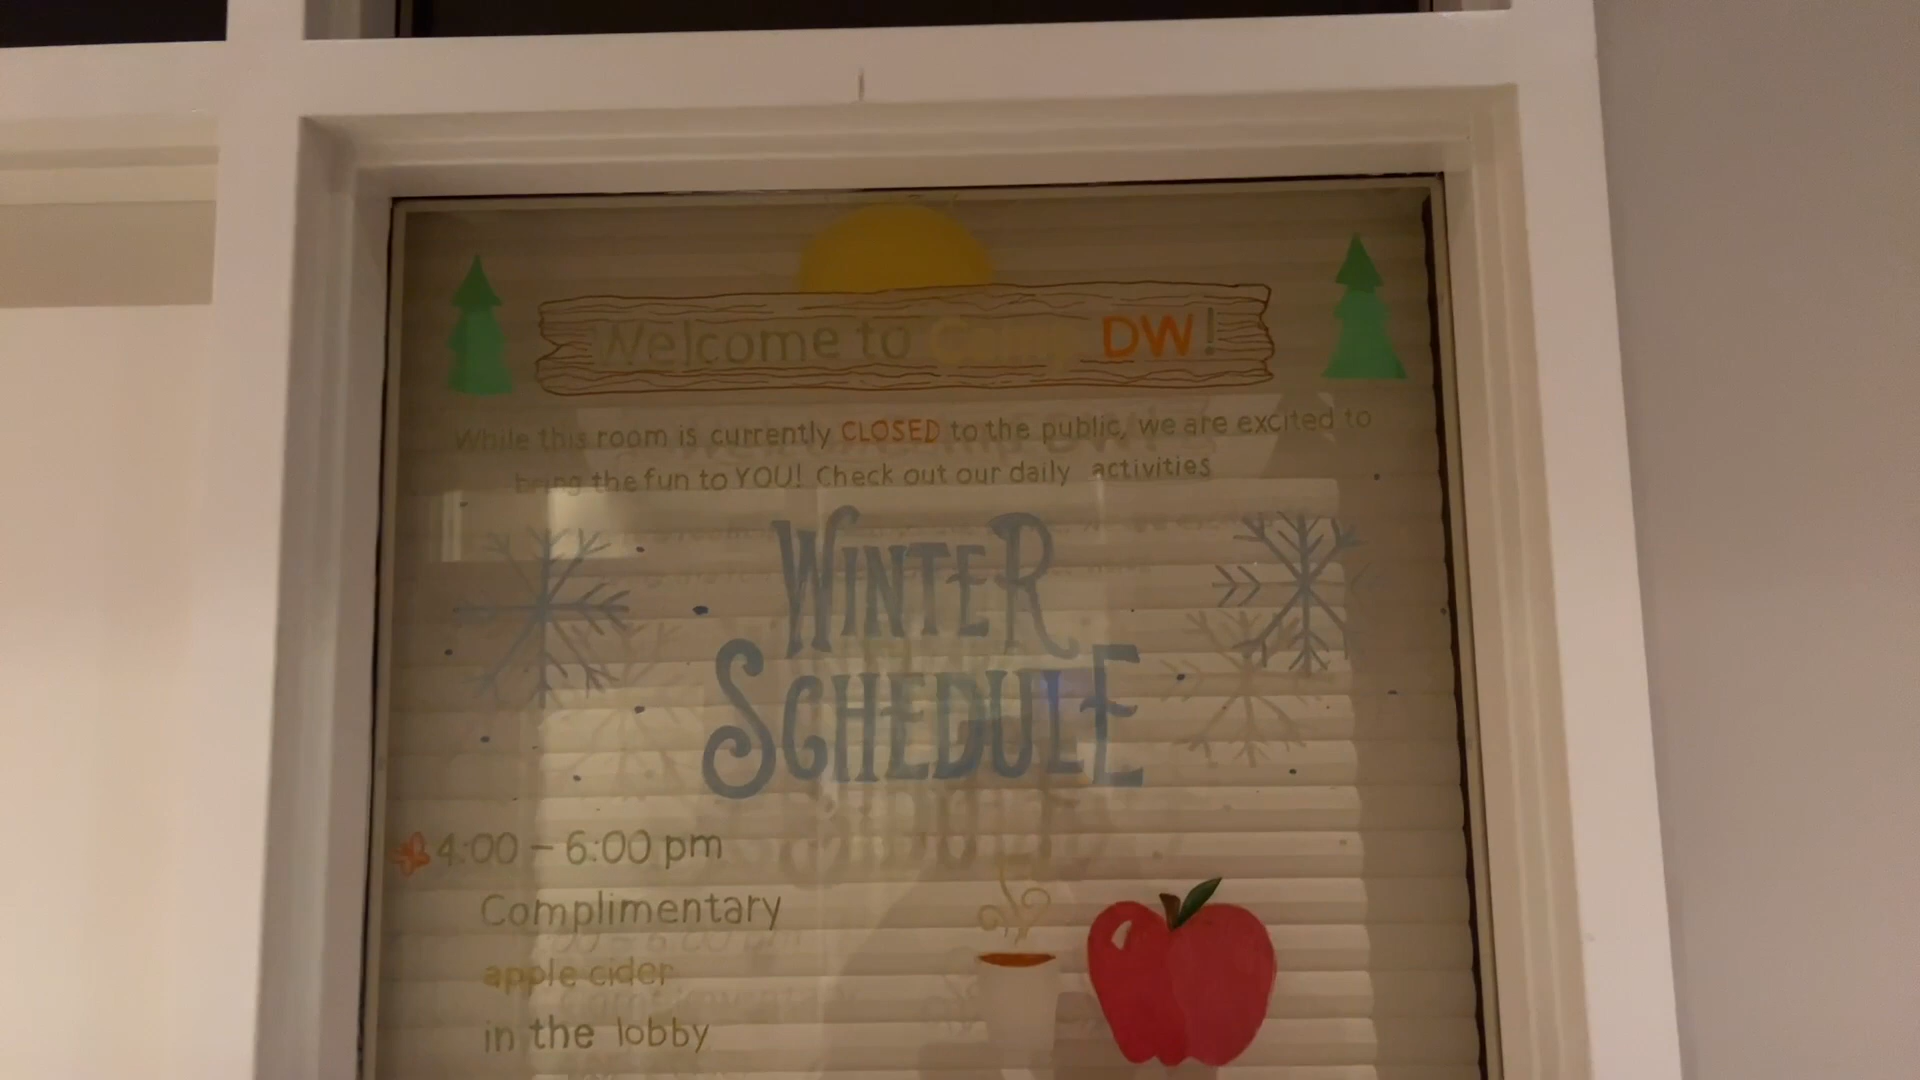 Welcome to Camp DW!
While this room is currently CLOSED to the public, we are excited to
bring the fun to YOU! Check out our daily activities
WINTER
SCHEDULE
4:00 - 6:00 pm
Complimentary
apple cider
in the lobby